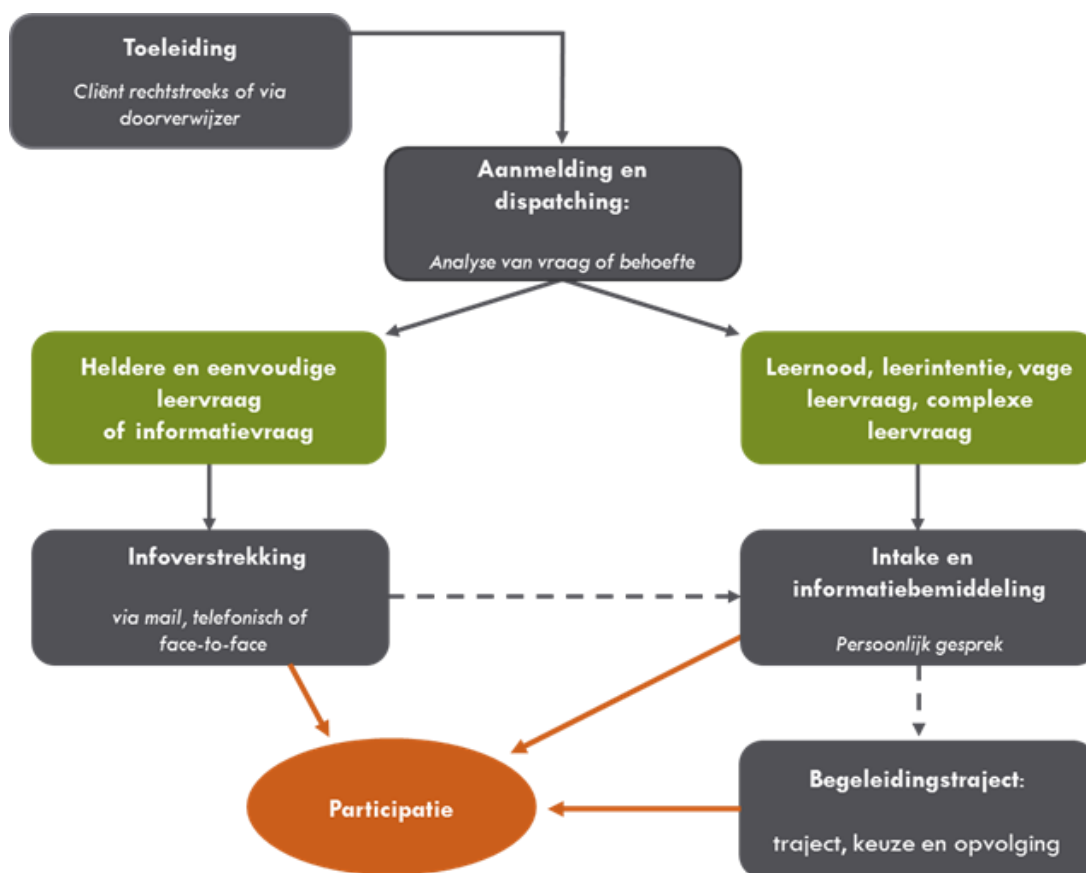 Toeleiding
Cliënt rechtstreeks of via
doorverwijzer
Aanmelding en
dispatching:
Analyse van vraag of behoefte
Heldere en eenvoudige
leervraag
of informatievraag
Leernood, leerintentie, vage
leervraag, complexe
leervraag
Infoverstrekking
via mail, telefonisch of
face-to-face
Intake en
informatiebemiddeling
Persoonlijk gesprek
Participatie
Begeleidingstraject:
traject, keuze en opvolging